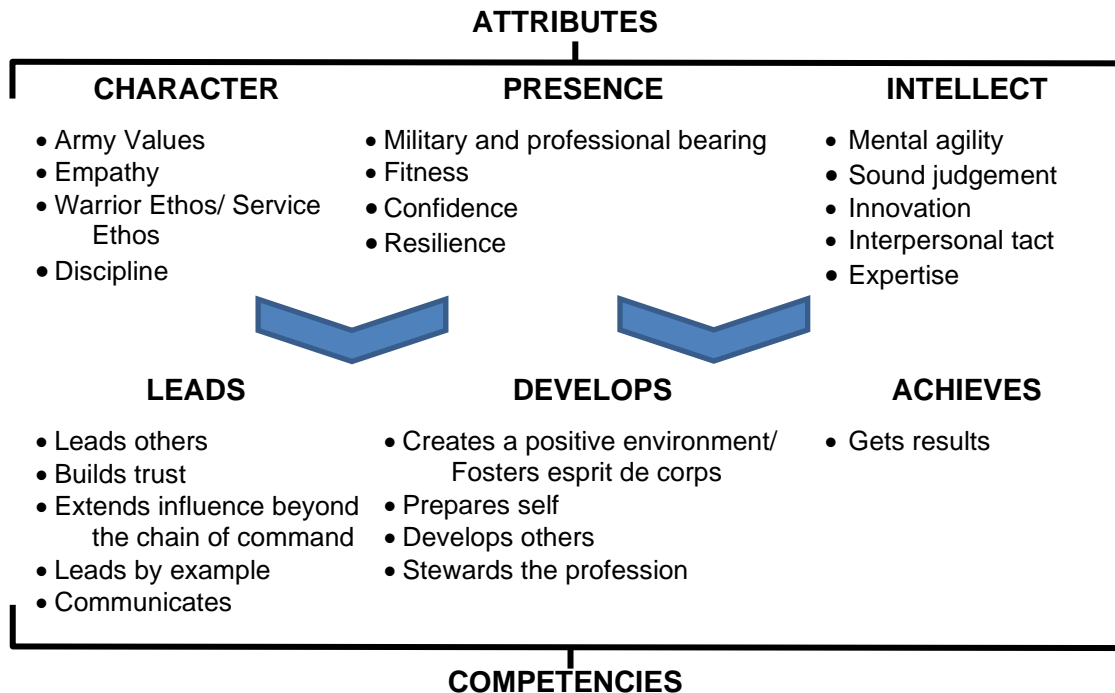 ATTRIBUTES
CHARACTER
• Army Values
• Empathy
• Warrior Ethos/ Service
Ethos
• Discipline
PRESENCE
• Military and professional bearing
• Fitness
• Confidence
• Resilience
INTELLECT
• Mental agility
• Sound judgement
• Innovation
• Interpersonal tact
• Expertise
LEADS
• Leads others
• Builds trust
• Extends influence beyond
the chain of command
• Leads by example
• Communicates
DEVELOPS
• Creates a positive environment/
Fosters esprit de corps
• Prepares self
• Develops others
• Stewards the profession
ACHIEVES
• Gets results
COMPETENCIES